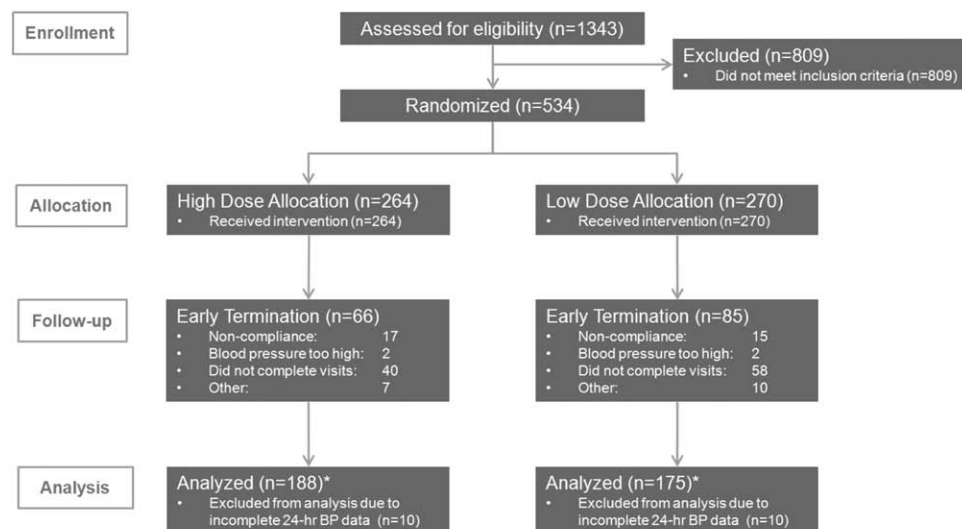 Enrollment
Assessed for eligibility (n=1343)
Excluded (n=809)
• Did not meet inclusion criteria (n=809)
Randomized (n=534)
Allocation
High Dose Allocation (n=264)
• Received intervention (n=264)
Low Dose Allocation (n=270)
• Received intervention (n=270)
Follow-up
Early Termination (n=66)
• Non-compliance: 17
• Blood pressure too high: 2
• Did not complete visits: 40
• Other: 7
Early Termination (n=85)
• Non-compliance: 15
• Blood pressure too high: 2
• Did not complete visits: 58
• Other: 10
Analysis
Analyzed (n=188)*
• Excluded from analysis due to
incomplete 24-hr BP data (n=10)
Analyzed (n=175)*
• Excluded from analysis due to
incomplete 24-hr BP data (n=10)